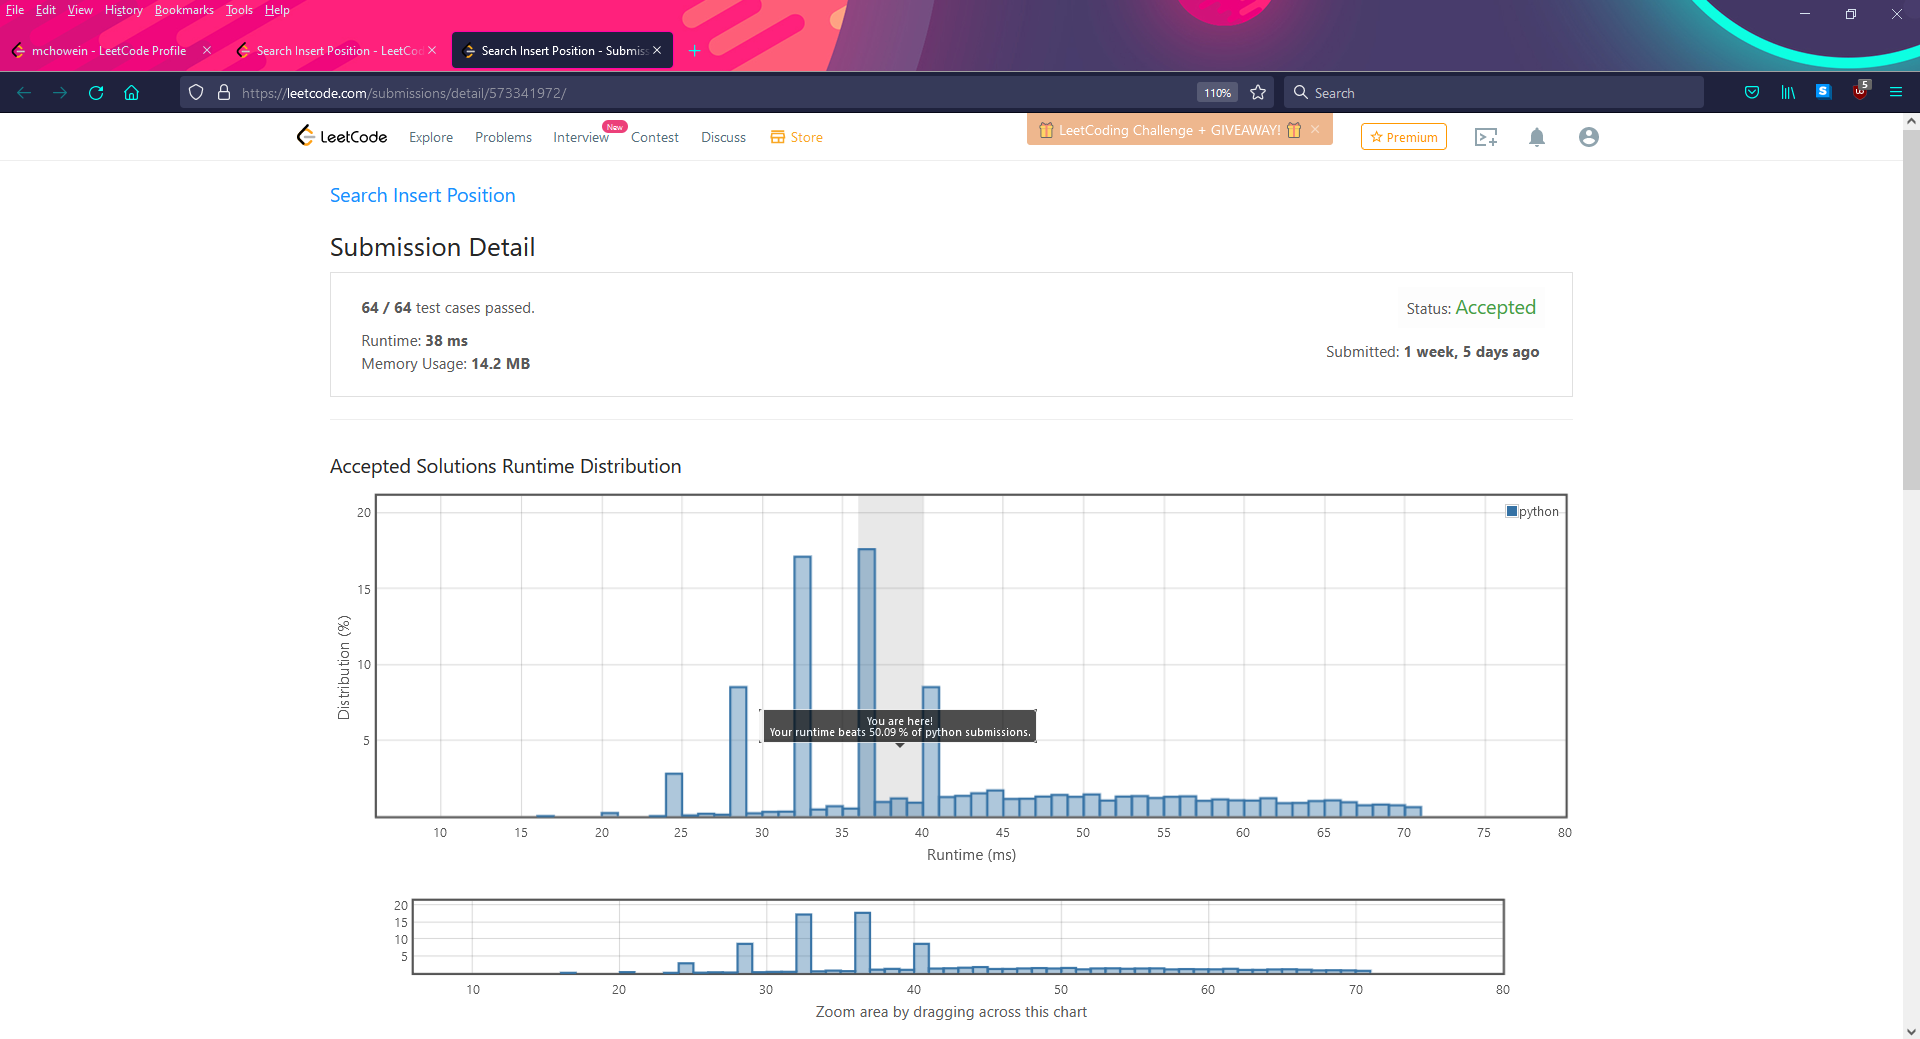 File Edit View History Bookmarks Tools Help
mchowein - LeetCode Profile
Search Insert Position - LeetCod
Search Insert Position - Submiss
https://leetcode.com/submissions/detail/573341972/
110%
Search
S
5
LeetCode
Explore
Problems
Interview
New
Contest
Discuss
Store
LeetCoding Challenge + GIVEAWAY!
Premium
Search Insert Position
Submission Detail
64 / 64 test cases passed.
Status: Accepted
Runtime: 38 ms
Submitted: 1 week, 5 days ago
Memory Usage: 14.2 MB
Accepted Solutions Runtime Distribution
python
20
15
10
5
Distribution (%)
You are here!
Your runtime beats 50.09 % of python submissions.
10 15 20 25 30 35 40 45 50 55 60 65 70 75 80
Runtime (ms)
20
15
10
5
10 20 30 40 50 60 70 80
Zoom area by dragging across this chart